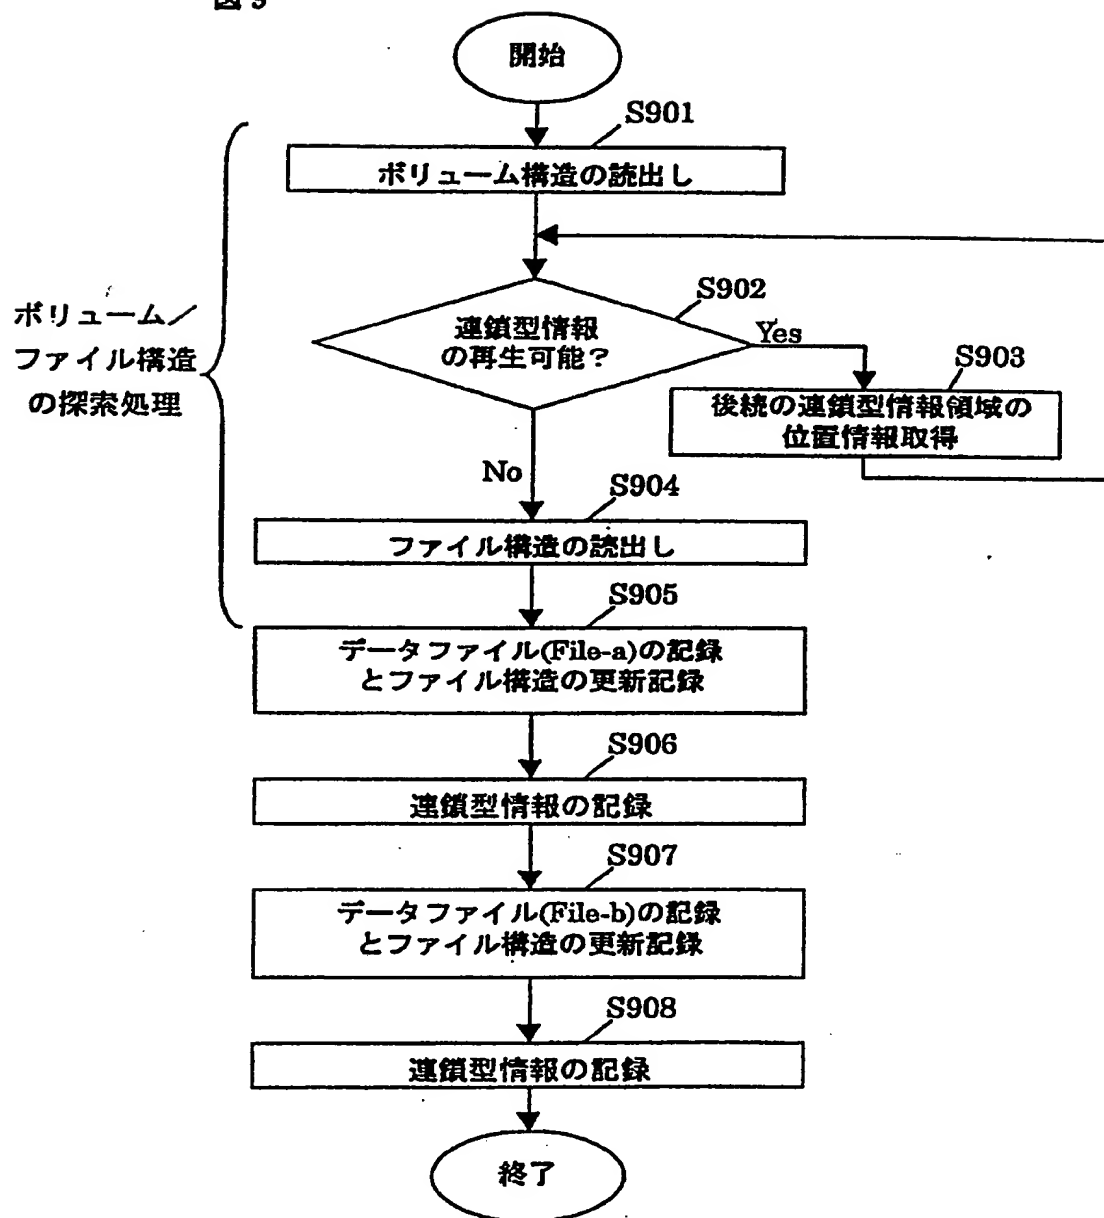 図9
開始
S901
ボリューム構造の読出し
S902
連鎖型情報
の再生可能?
Yes
S903
後続の連鎖型情報領域の
位置情報取得
ボリューム/
ファイル構造
の探索処理
No
S904
ファイル構造の読出し
S905
データファイル(File-a)の記録
とファイル構造の更新記録
S906
連鎖型情報の記録
S907
データファイル(File-b)の記録
とファイル構造の更新記録
S908
連鎖型情報の記録
終了